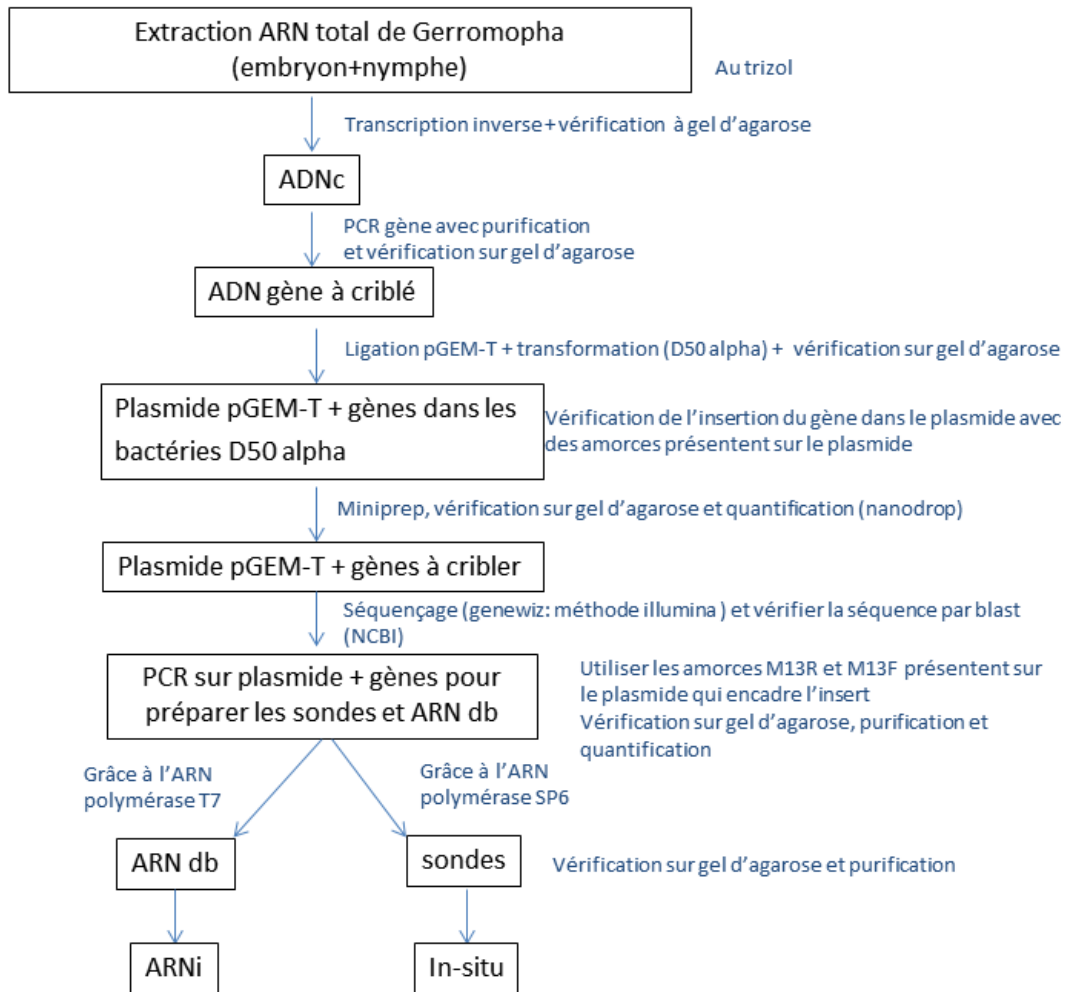 Extraction ARN total de Gerromopha
(embryon+nymphe)
Au trizol
Transcription inverse+vérification à gel d'agarose
ADNc
PCR gène avec purification
et vérification sur gel d'agarose
ADN gène à criblé
Ligation pGEM-T + transformation (D50 alpha) + vérification sur gel d'agarose
Plasmide pGEM-T + gènes dans les
bactéries D50 alpha
Vérification de l'insertion du gène dans le plasmide avec
des amorces présentent sur le plasmide
Miniprep, vérification sur gel d'agarose et quantification (nanodrop)
Plasmide pGEM-T + gènes à cribler
Séquençage (genewiz: méthode illumina ) et vérifier la séquence par blast
(NCBI)
PCR sur plasmide + gènes pour
préparer les sondes et ARN db
Utiliser les amorces M13R et M13F présentent sur
le plasmide qui encadre l'insert
Vérification sur gel d'agarose, purification et
quantification
Grâce à l'ARN
polymérase T7
Grâce à l'ARN
polymérase SP6
ARN db
sondes
Vérification sur gel d'agarose et purification
ARNi
In-situ